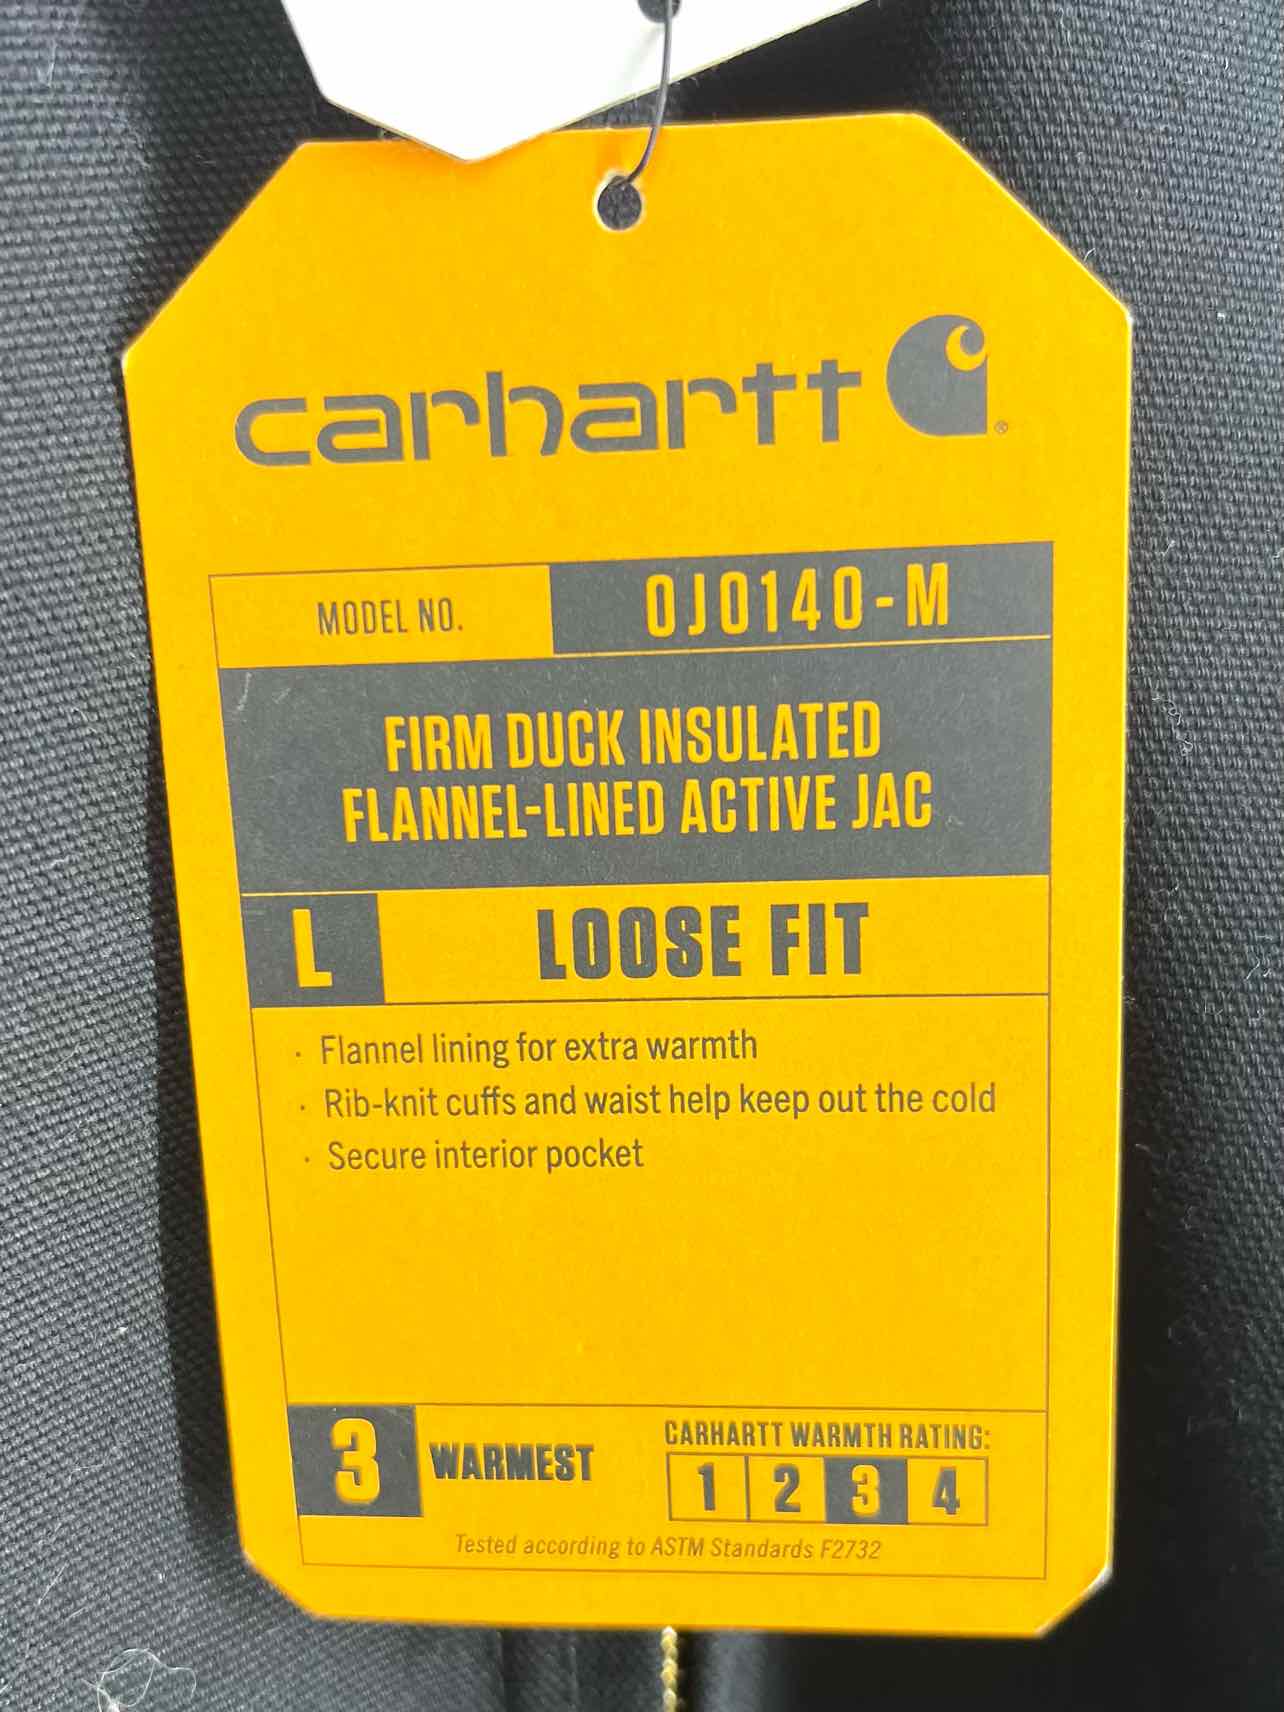 carhartt
MODEL NO. 0J0140-M
FIRM DUCK INSULATED
FLANNEL-LINED ACTIVE JAC
L LOOSE FIT
· Flannel lining for extra warmth
· Rib-knit cuffs and waist help keep out the cold
· Secure interior pocket
3 WARMEST
CARHARTT WARMTH RATING:
1 2 3 4
Tested according to ASTM Standards F2732